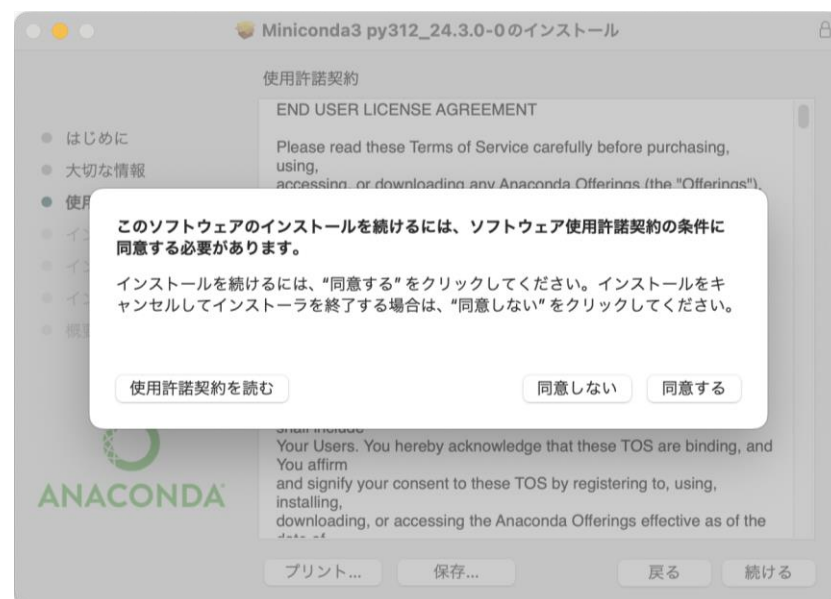 Miniconda3 py312_24.3.0-0のインストール
使用許諾契約
はじめに
大切な情報
END USER LICENSE AGREEMENT
Please read these Terms of Service carefully before purchasing,
using,
accessing, or downloading any Anaconda Offerings (the "Offerings").
このソフトウェアのインストールを続けるには、ソフトウェア使用許諾契約の条件に
同意する必要があります。
インストールを続けるには、“同意する” をクリックしてください。インストールをキ
ャンセルしてインストーラを終了する場合は、“同意しない” をクリックしてください。
使用許諾契約を読む
同意しない
同意する
shall include
Your Users. You hereby acknowledge that these TOS are binding, and
You affirm
and signify your consent to these TOS by registering to, using,
installing,
downloading, or accessing the Anaconda Offerings effective as of the
ANACONDA
プリント...
保存...
戻る
続ける